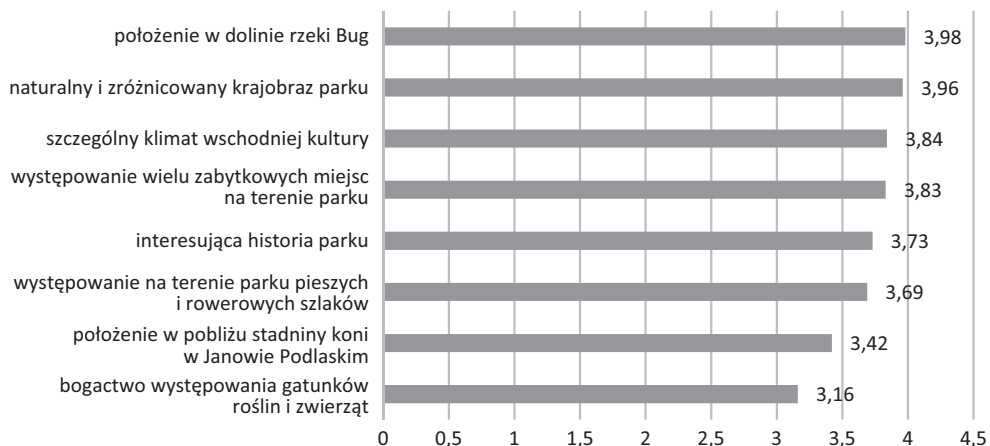 położenie w dolinie rzeki Bug 3,98
naturalny i zróżnicowany krajobraz parku 3,96
szczególny klimat wschodniej kultury 3,84
występowanie wielu zabytkowych miejsc
na terenie parku 3,83
interesująca historia parku 3,73
występowanie na terenie parku pieszych
i rowerowych szlaków 3,69
położenie w pobliżu stadniny koni
w Janowie Podlaskim 3,42
bogactwo występowania gatunków
roślin i zwierząt 3,16
0 0,5 1 1,5 2 2,5 3 3,5 4 4,5